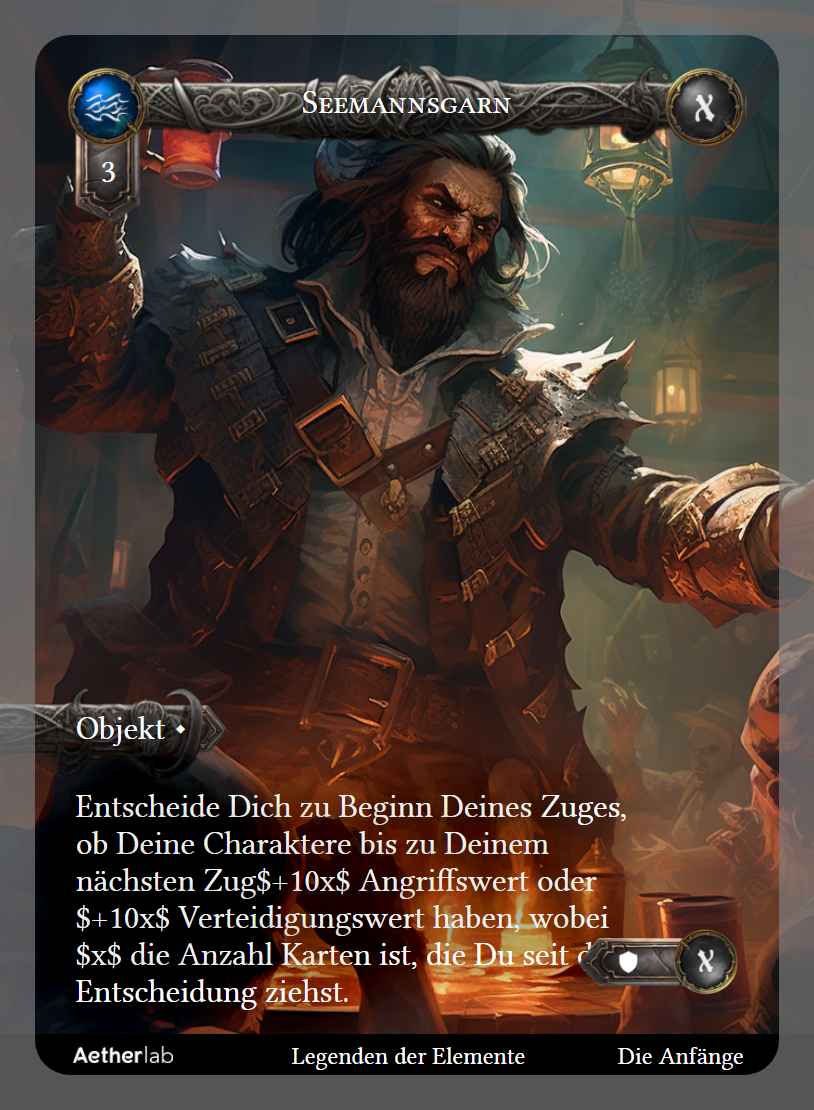 Seemannsgarn
3
Objekt •
Entscheide Dich zu Beginn Deines Zuges,
ob Deine Charaktere bis zu Deinem
nächsten Zug$+10x$ Angriffswert oder
$+10x$ Verteidigungswert haben, wobei
$x$ die Anzahl Karten ist, die Du seit
Entscheidung ziehst.
Aetherlab Legenden der Elemente Die Anfänge